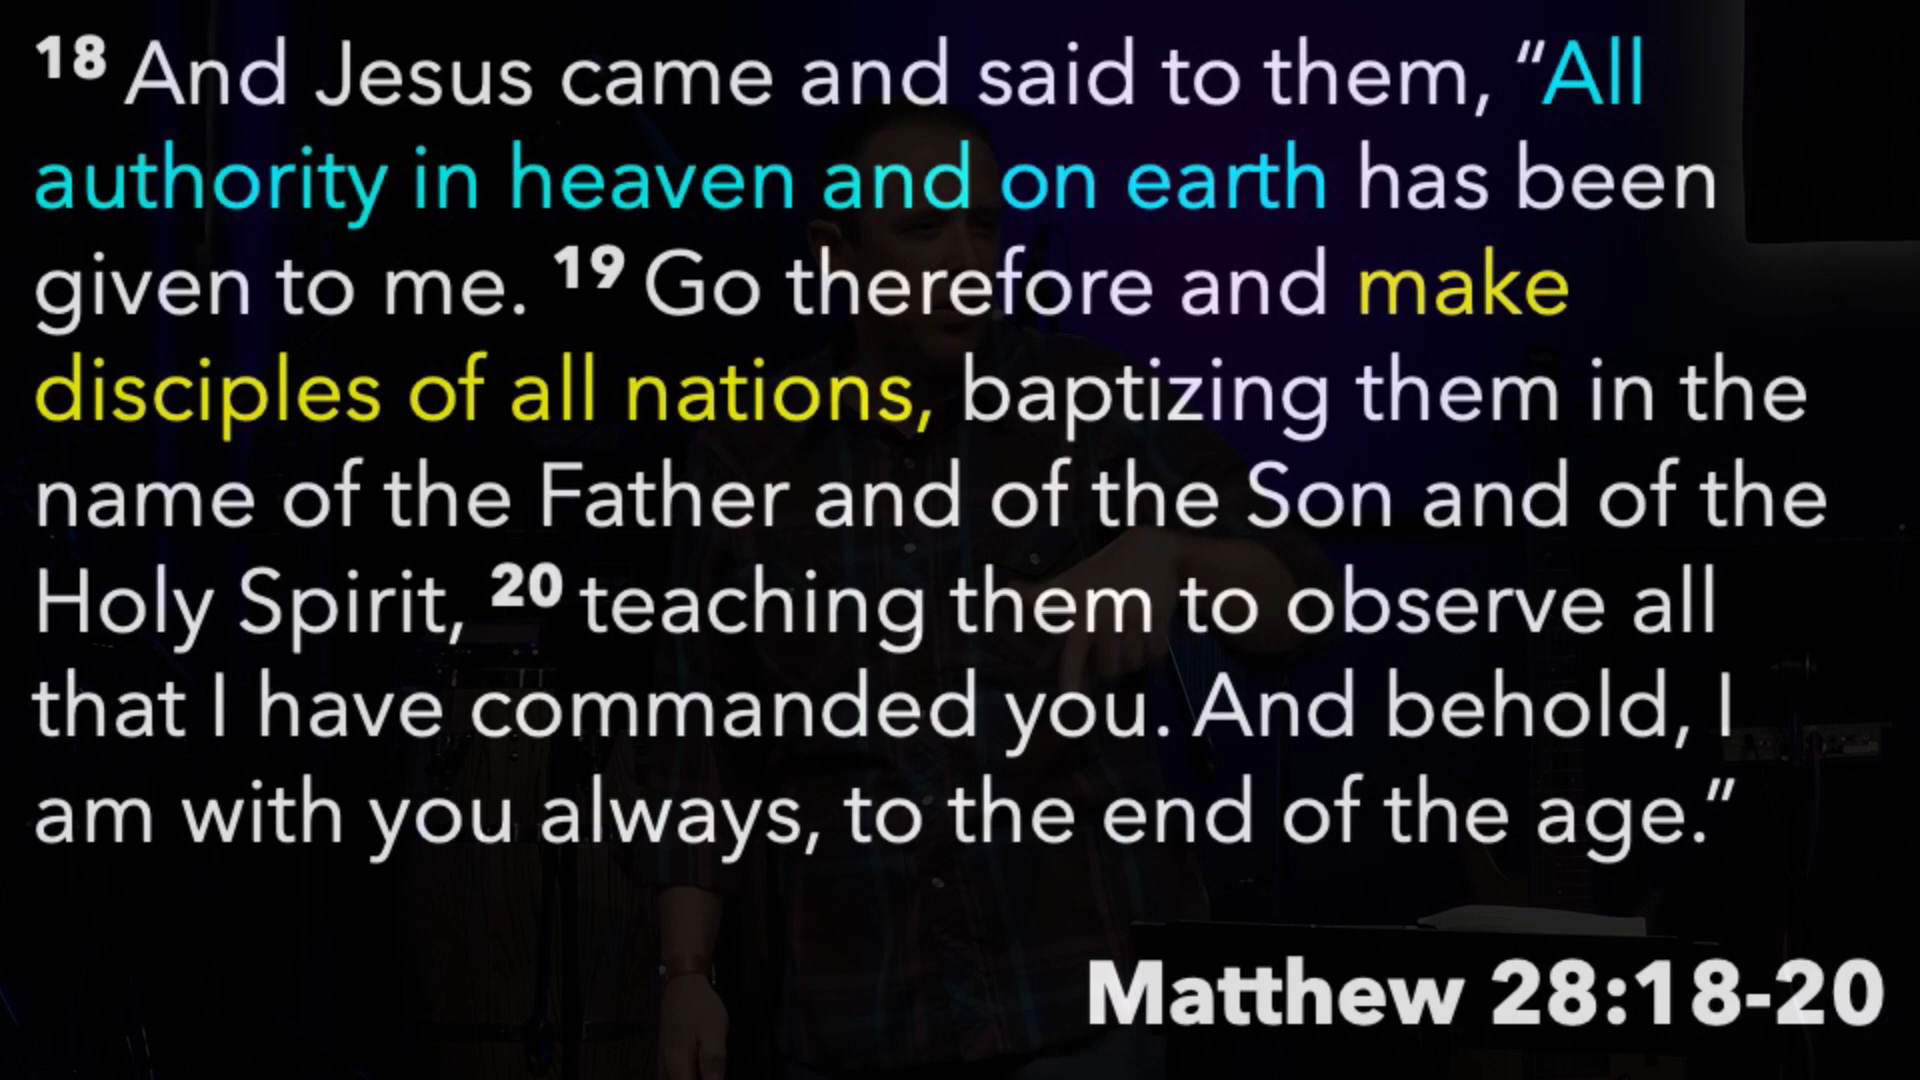 18 And Jesus came and said to them, “All
authority in heaven and on earth has been
given to me. 19 Go therefore and make
disciples of all nations, baptizing them in the
name of the Father and of the Son and of the
Holy Spirit, 20 teaching them to observe all
that I have commanded you. And behold, I
am with you always, to the end of the age.”
Matthew 28:18-20